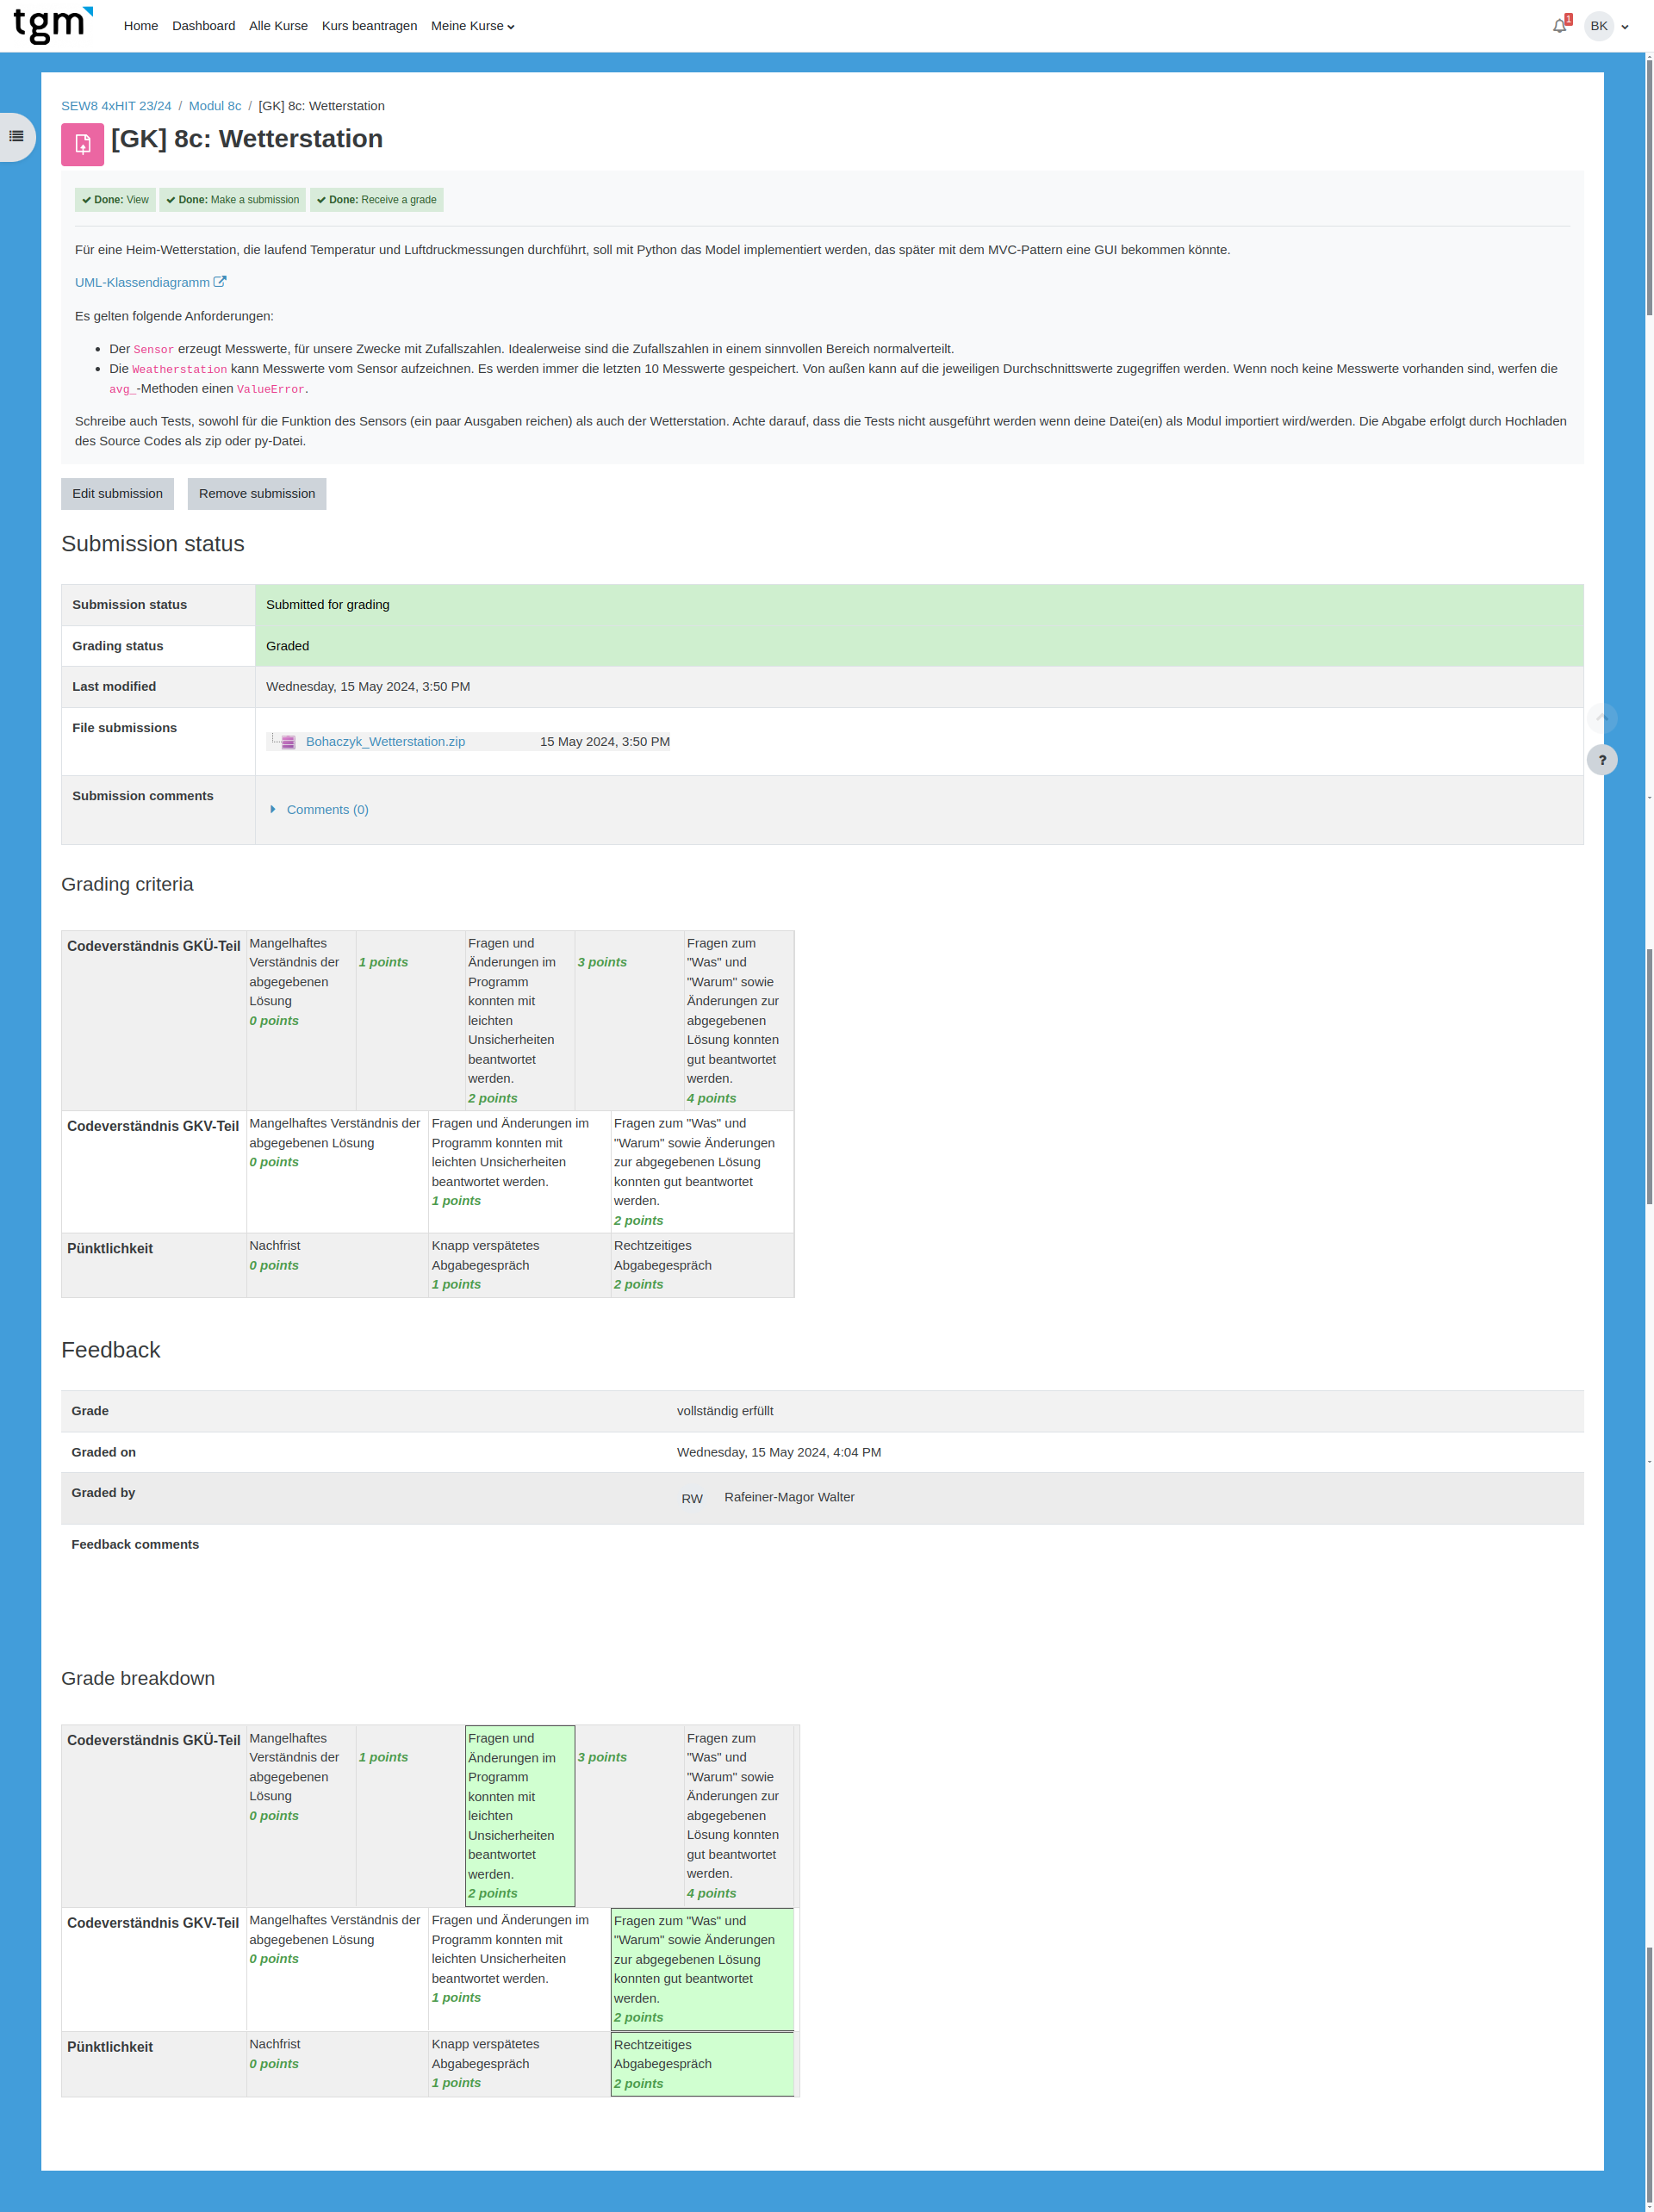 tgm
Home Dashboard Alle Kurse Kurs beantragen Meine Kurse
1
BK
SEW8 4xHIT 23/24 / Modul 8c / [GK] 8c: Wetterstation
[GK] 8c: Wetterstation
Done: View Done: Make a submission Done: Receive a grade
Für eine Heim-Wetterstation, die laufend Temperatur und Luftdruckmessungen durchführt, soll mit Python das Model implementiert werden, das später mit dem MVC-Pattern eine GUI bekommen könnte.
UML-Klassendiagramm
Es gelten folgende Anforderungen:
• Der Sensor erzeugt Messwerte, für unsere Zwecke mit Zufallszahlen. Idealerweise sind die Zufallszahlen in einem sinnvollen Bereich normalverteilt.
• Die Weatherstation kann Messwerte vom Sensor aufzeichnen. Es werden immer die letzten 10 Messwerte gespeichert. Von außen kann auf die jeweiligen Durchschnittswerte zugegriffen werden. Wenn noch keine Messwerte vorhanden sind, werfen die
avg_-Methoden einen ValueError.
Schreibe auch Tests, sowohl für die Funktion des Sensors (ein paar Ausgaben reichen) als auch der Wetterstation. Achte darauf, dass die Tests nicht ausgeführt werden wenn deine Datei(en) als Modul importiert wird/werden. Die Abgabe erfolgt durch Hochladen
des Source Codes als zip oder py-Datei.
Edit submission Remove submission
Submission status
Submission status Submitted for grading
Grading status Graded
Last modified Wednesday, 15 May 2024, 3:50 PM
File submissions
Bohaczyk_Wetterstation.zip 15 May 2024, 3:50 PM
?
Submission comments
Comments (0)
Grading criteria
Codeverständnis GKÜ-Teil
Mangelhaftes
Verständnis der
abgegebenen
Lösung
0 points
1 points
Fragen und
Änderungen im
Programm
konnten mit
leichten
Unsicherheiten
beantwortet
werden.
2 points
3 points
Fragen zum
"Was" und
"Warum" sowie
Änderungen zur
abgegebenen
Lösung konnten
gut beantwortet
werden.
4 points
Codeverständnis GKV-Teil
Mangelhaftes Verständnis der
abgegebenen Lösung
0 points
Fragen und Änderungen im
Programm konnten mit
leichten Unsicherheiten
beantwortet werden.
1 points
Fragen zum "Was" und
"Warum" sowie Änderungen
zur abgegebenen Lösung
konnten gut beantwortet
werden.
2 points
Pünktlichkeit
Nachfrist
0 points
Knapp verspätetes
Abgabegespräch
1 points
Rechtzeitiges
Abgabegespräch
2 points
Feedback
Grade vollständig erfüllt
Graded on Wednesday, 15 May 2024, 4:04 PM
Graded by RW Rafeiner-Magor Walter
Feedback comments
Grade breakdown
Codeverständnis GKÜ-Teil
Mangelhaftes
Verständnis der
abgegebenen
Lösung
0 points
1 points
Fragen und
Änderungen im
Programm
konnten mit
leichten
Unsicherheiten
beantwortet
werden.
2 points
3 points
Fragen zum
"Was" und
"Warum" sowie
Änderungen zur
abgegebenen
Lösung konnten
gut beantwortet
werden.
4 points
Codeverständnis GKV-Teil
Mangelhaftes Verständnis der
abgegebenen Lösung
0 points
Fragen und Änderungen im
Programm konnten mit
leichten Unsicherheiten
beantwortet werden.
1 points
Fragen zum "Was" und
"Warum" sowie Änderungen
zur abgegebenen Lösung
konnten gut beantwortet
werden.
2 points
Pünktlichkeit
Nachfrist
0 points
Knapp verspätetes
Abgabegespräch
1 points
Rechtzeitiges
Abgabegespräch
2 points